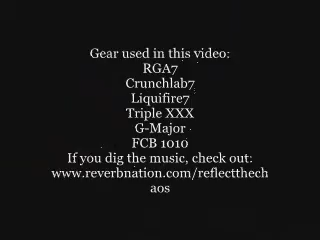 Gear used in this video:
RGA7
Crunchlab7
Liquifire7
Triple XXX
G-Major
FCB 1010
If you dig the music, check out:
www.reverbnation.com/reflectthech
a0s